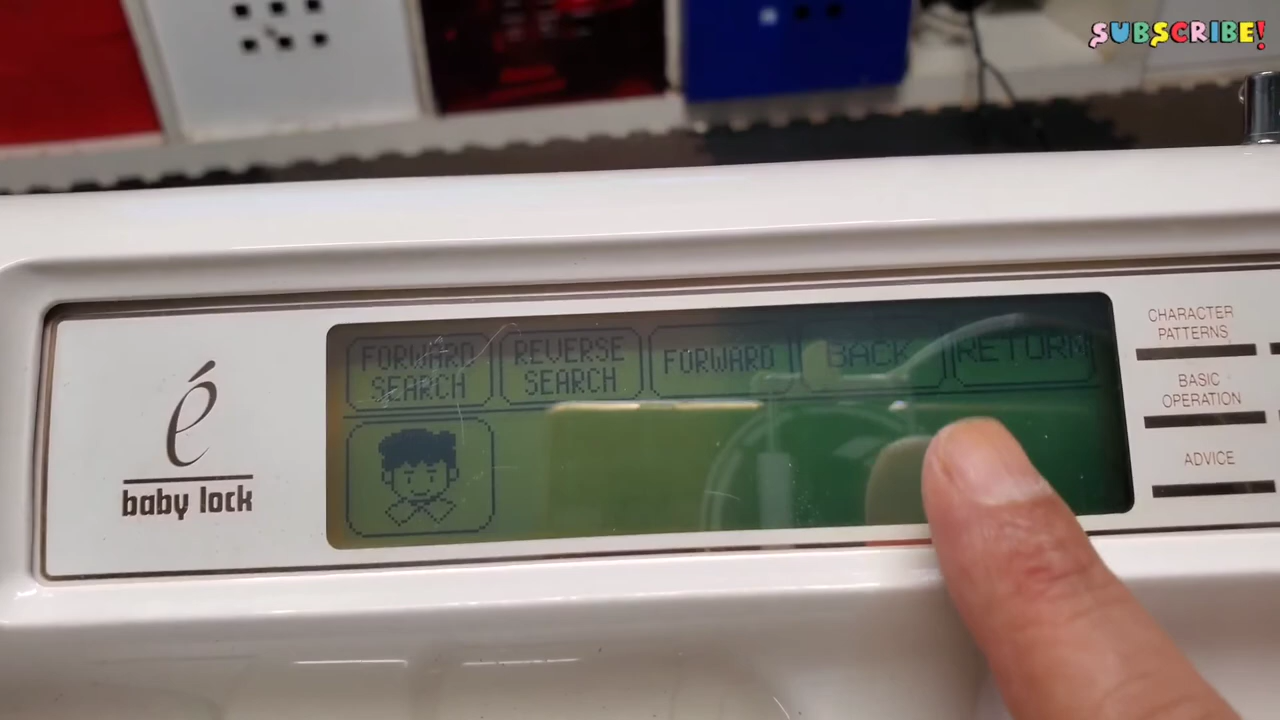 SUBSCRIBE!
FORWARD
SEARCH
REVERSE
SEARCH
FORWARD
BACK
RETURN
CHARACTER
PATTERNS
BASIC
OPERATION
ADVICE
é
baby lock